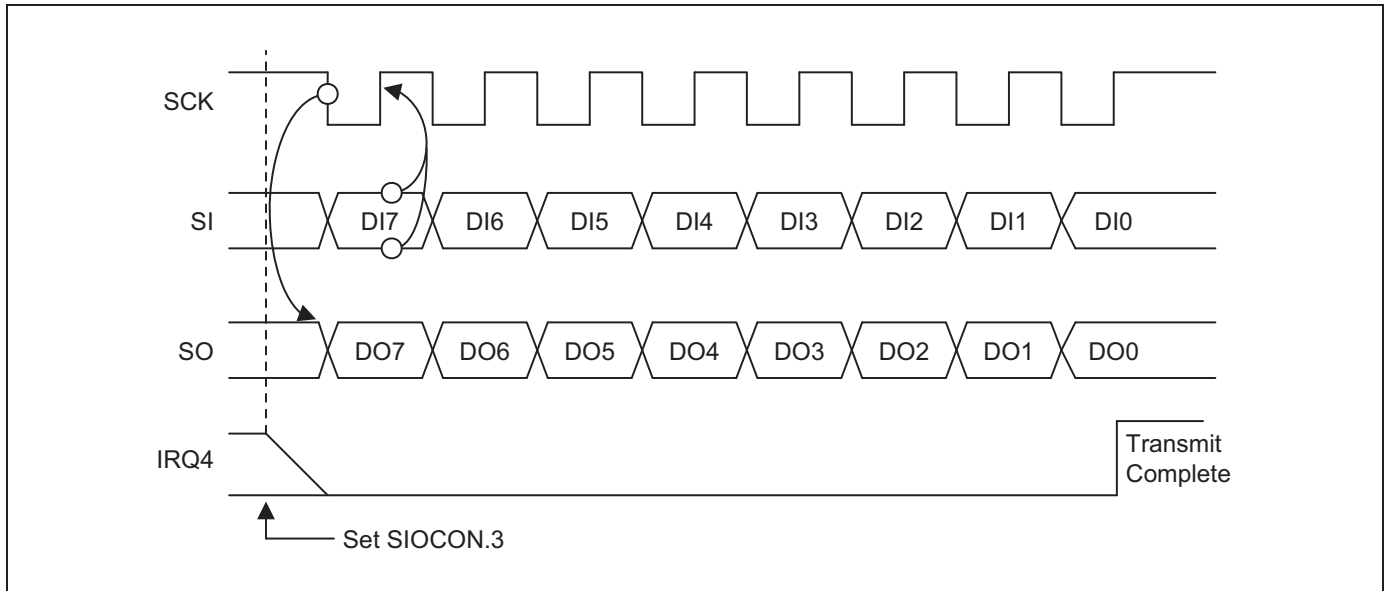 SCK
SI
DI7 DI6 DI5 DI4 DI3 DI2 DI1 DI0
SO
DO7 DO6 DO5 DO4 DO3 DO2 DO1 DO0
IRQ4
Transmit
Complete
Set SIOCON.3